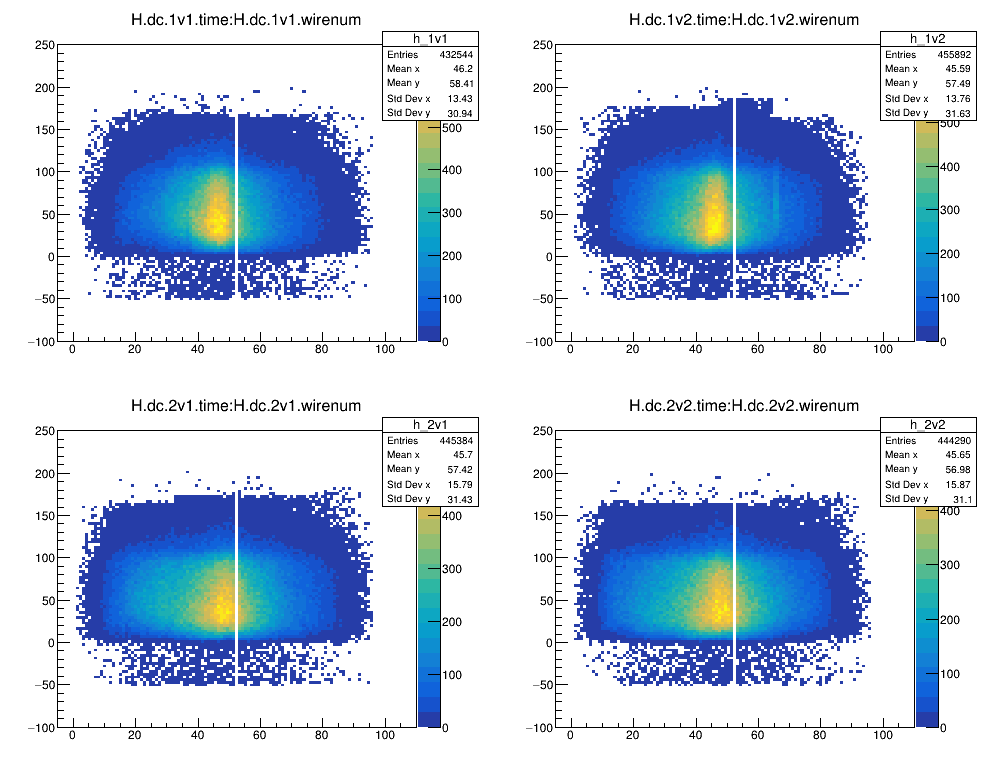 H.dc.1v1.time:H.dc.1v1.wirenum
h_1v1
Entries 432544
Mean x 46.2
Mean y 58.41
Std Dev x 13.43
Std Dev y 30.94
250
200
150
100
50
0
−50
−100
0 20 40 60 80 100
500
400
300
200
100
0
H.dc.1v2.time:H.dc.1v2.wirenum
h_1v2
Entries 455892
Mean x 45.59
Mean y 57.49
Std Dev x 13.76
Std Dev y 31.63
250
200
150
100
50
0
−50
−100
0 20 40 60 80 100
500
400
300
200
100
0
H.dc.2v1.time:H.dc.2v1.wirenum
h_2v1
Entries 445384
Mean x 45.7
Mean y 57.42
Std Dev x 15.79
Std Dev y 31.43
250
200
150
100
50
0
−50
−100
0 20 40 60 80 100
400
300
200
100
0
H.dc.2v2.time:H.dc.2v2.wirenum
h_2v2
Entries 444290
Mean x 45.65
Mean y 56.98
Std Dev x 15.87
Std Dev y 31.1
250
200
150
100
50
0
−50
−100
0 20 40 60 80 100
400
300
200
100
0